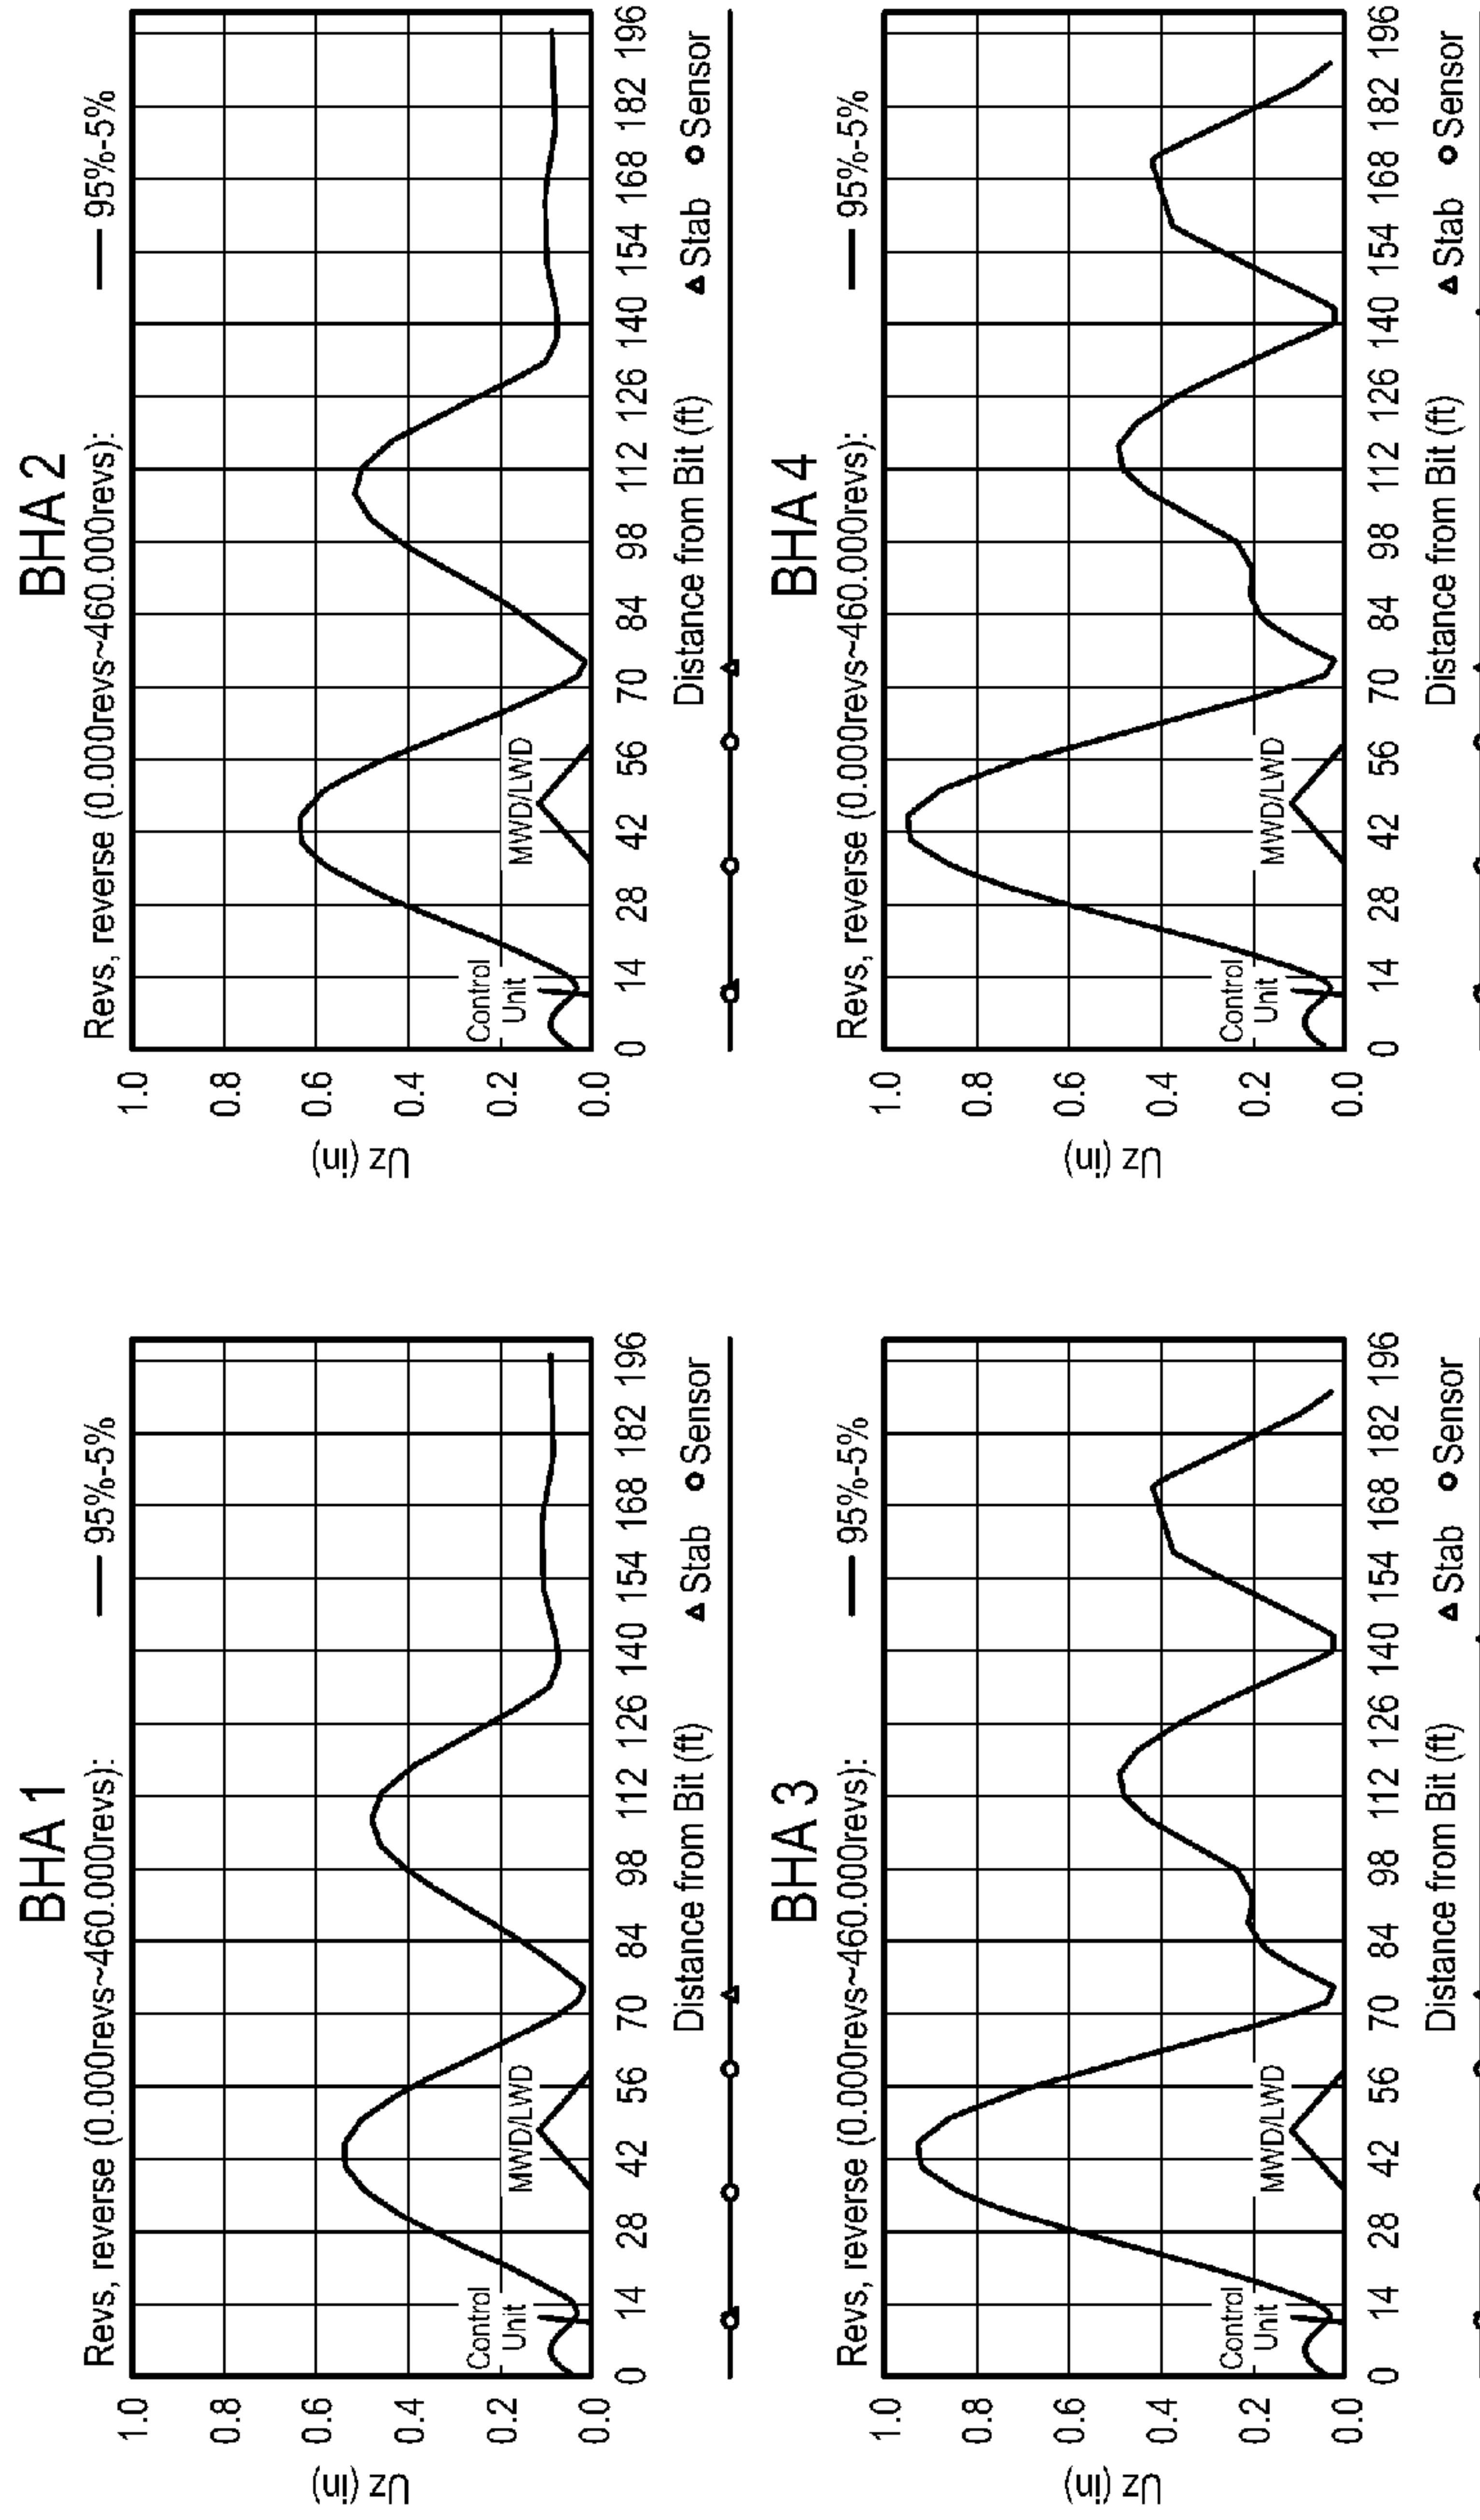 BHA 1
Revs, reverse (0.000revs~460.000revs):
— 95%-5%
Uz (in)
1.0
0.8
0.6
0.4
0.2
0.0
Control
Unit
MWD/LWD
0 14 28 42 56 70 84 98 112 126 140 154 168 182 196
Distance from Bit (ft)
▲ Stab ○ Sensor
BHA 2
Revs, reverse (0.000revs~460.000revs):
— 95%-5%
Uz (in)
1.0
0.8
0.6
0.4
0.2
0.0
Control
Unit
MWD/LWD
0 14 28 42 56 70 84 98 112 126 140 154 168 182 196
Distance from Bit (ft)
▲ Stab ○ Sensor
BHA 3
Revs, reverse (0.000revs~460.000revs):
— 95%-5%
Uz (in)
1.0
0.8
0.6
0.4
0.2
0.0
Control
Unit
MWD/LWD
0 14 28 42 56 70 84 98 112 126 140 154 168 182 196
Distance from Bit (ft)
▲ Stab ○ Sensor
BHA 4
Revs, reverse (0.000revs~460.000revs):
— 95%-5%
Uz (in)
1.0
0.8
0.6
0.4
0.2
0.0
Control
Unit
MWD/LWD
0 14 28 42 56 70 84 98 112 126 140 154 168 182 196
Distance from Bit (ft)
▲ Stab ○ Sensor